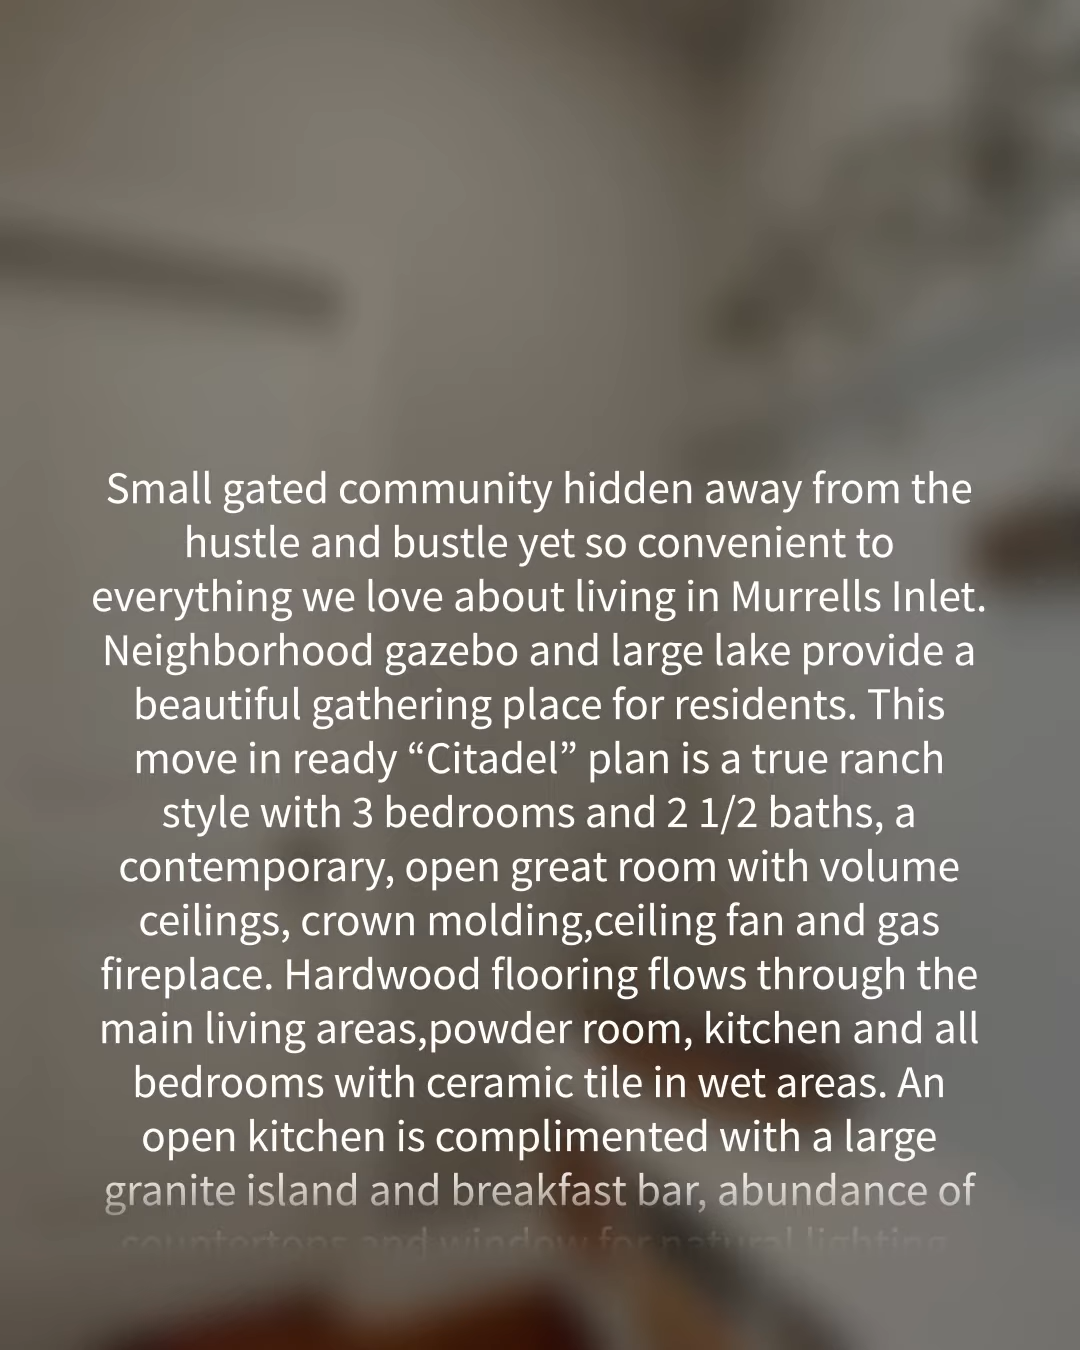 Small gated community hidden away from the
hustle and bustle yet so convenient to
everything we love about living in Murrells Inlet.
Neighborhood gazebo and large lake provide a
beautiful gathering place for residents. This
move in ready “Citadel” plan is a true ranch
style with 3 bedrooms and 2 1/2 baths, a
contemporary, open great room with volume
ceilings, crown molding,ceiling fan and gas
fireplace. Hardwood flooring flows through the
main living areas,powder room, kitchen and all
bedrooms with ceramic tile in wet areas. An
open kitchen is complimented with a large
granite island and breakfast bar, abundance of
countertops and window for natural lighting